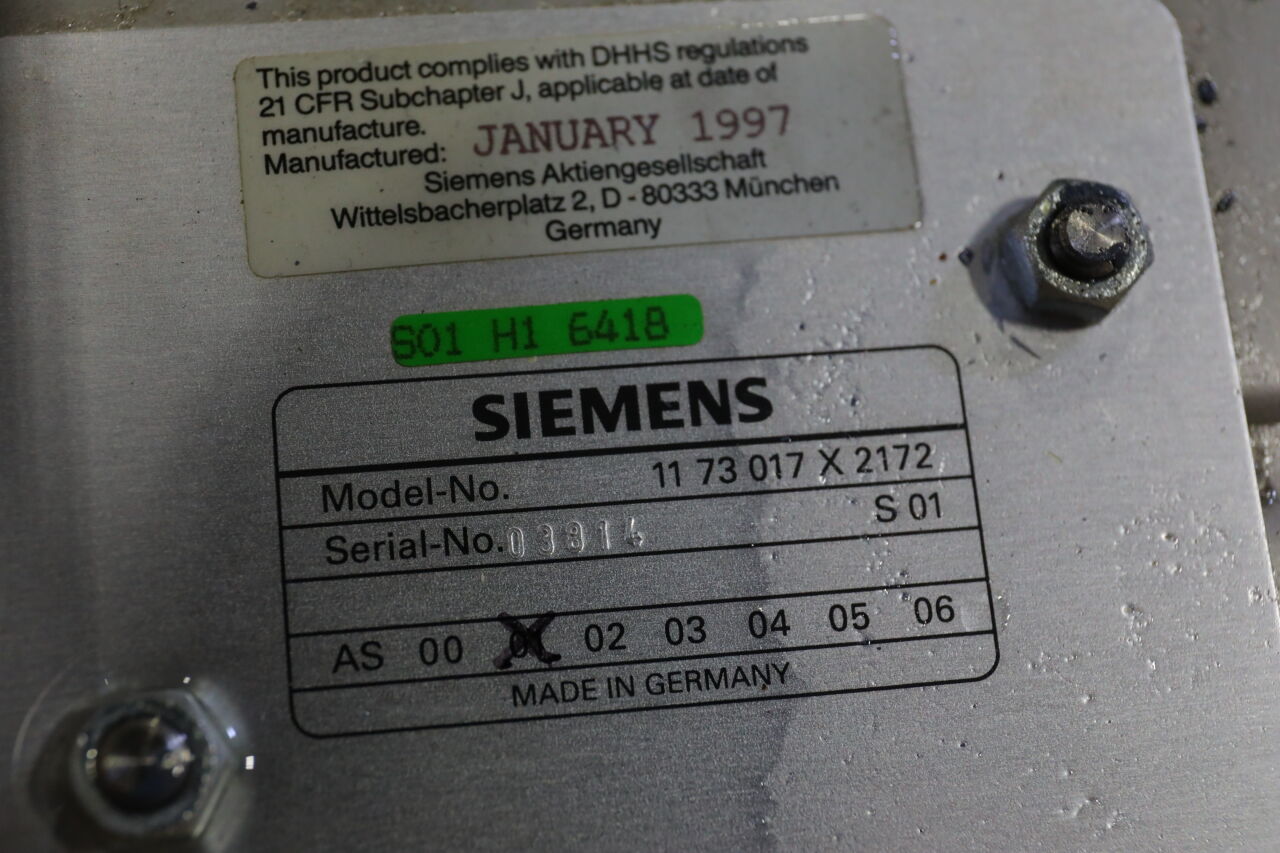 This product complies with DHHS regulations
21 CFR Subchapter J, applicable at date of
manufacture.
Manufactured: JANUARY 1997
Siemens Aktiengesellschaft
Wittelsbacherplatz 2, D - 80333 München
Germany
S01 H1 6418
SIEMENS
Model-No. 11 73 017 X 2172
Serial-No. 03314 S 01
AS 00 01 02 03 04 05 06
MADE IN GERMANY